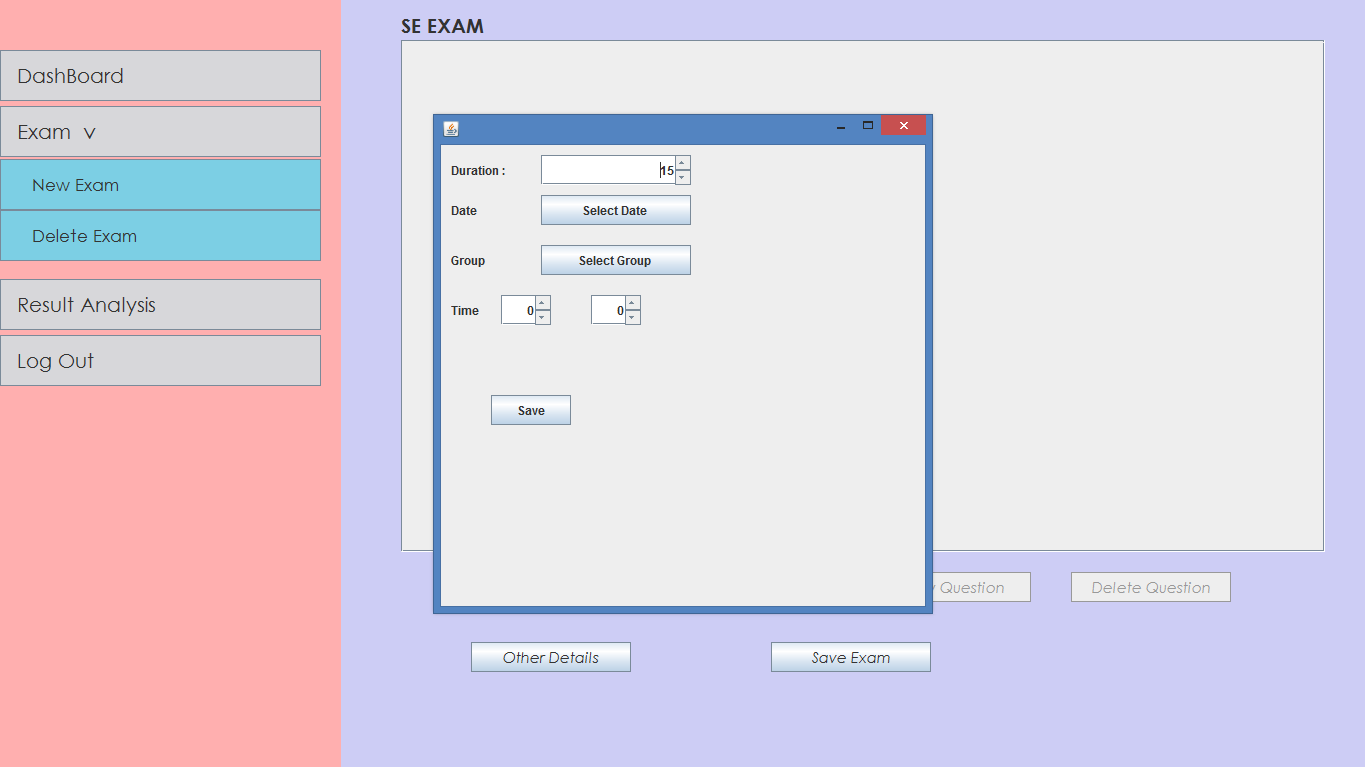 SE EXAM
DashBoard
Exam v
New Exam
Delete Exam
Result Analysis
Log Out
Duration : 15
Date Select Date
Group Select Group
Time 0 0
Save
Question
Delete Question
Other Details
Save Exam